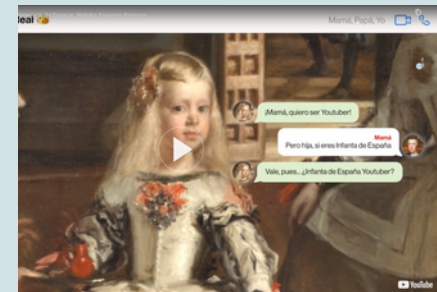 Real
Mamá, Papá, Yo
¡Mamá, quiero ser Youtuber!
Mamá
Pero hija, si eres Infanta de España
Vale, pues... ¿Infanta de España Youtuber?
YouTube